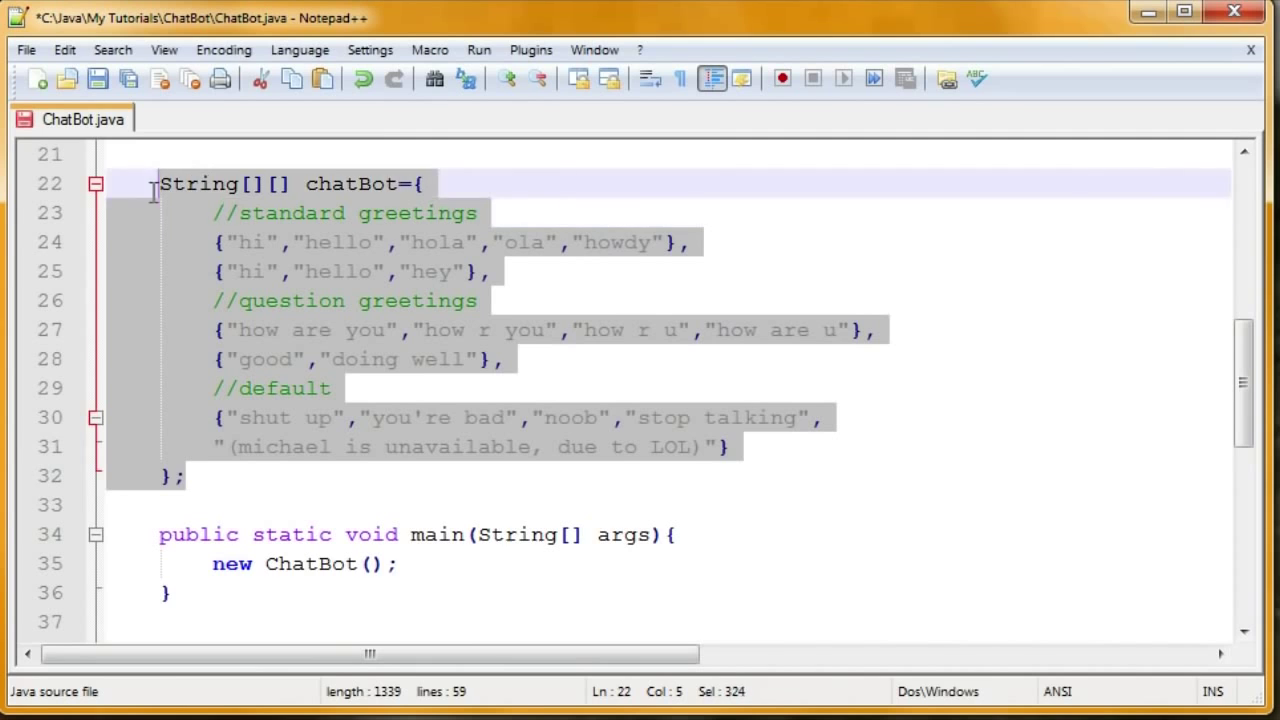 *C:\Java\My Tutorials\ChatBot\ChatBot.java - Notepad++
File Edit Search View Encoding Language Settings Macro Run Plugins Window ? X
ABC
ChatBot.java
21
22 String[][] chatBot={
23 //standard greetings
24 {"hi","hello","hola","ola","howdy"},
25 {"hi","hello","hey"},
26 //question greetings
27 {"how are you","how r you","how r u","how are u"},
28 {"good","doing well"},
29 //default
30 {"shut up","you're bad","noob","stop talking",
31 "(michael is unavailable, due to LOL)"}
32 };
33
34 public static void main(String[] args){
35 new ChatBot();
36 }
37
Java source file length : 1339 lines : 59 Ln : 22 Col : 5 Sel : 324 Dos\Windows ANSI INS